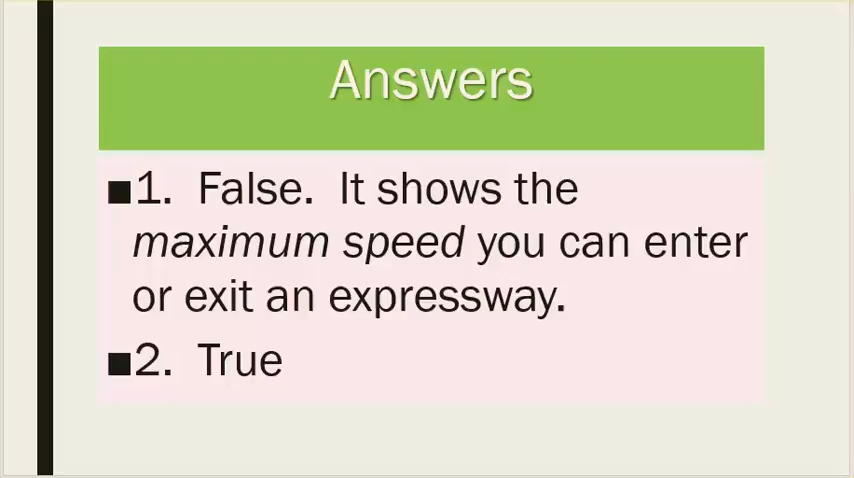 Answers
■1. False. It shows the
maximum speed you can enter
or exit an expressway.
■2. True